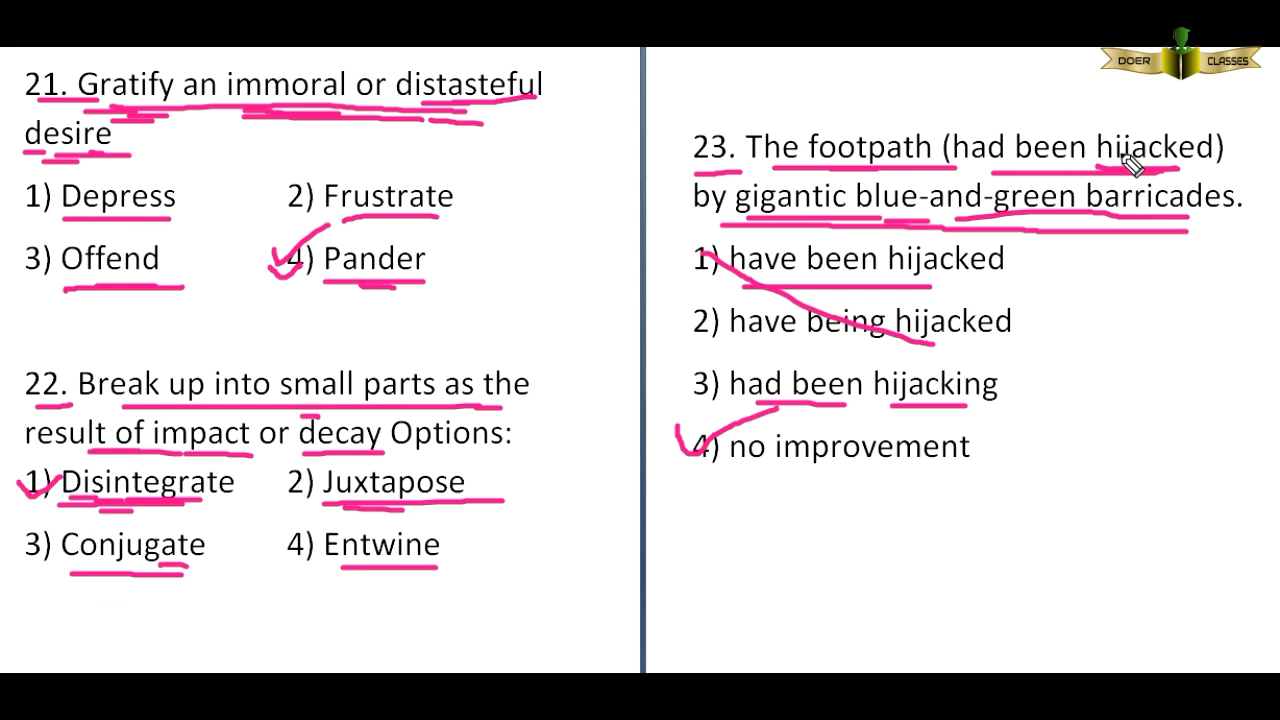 21. Gratify an immoral or distasteful
desire
1) Depress 2) Frustrate
3) Offend 4) Pander
22. Break up into small parts as the
result of impact or decay Options:
1) Disintegrate 2) Juxtapose
3) Conjugate 4) Entwine
DOER CLASSES
23. The footpath (had been hijacked)
by gigantic blue-and-green barricades.
1) have been hijacked
2) have being hijacked
3) had been hijacking
4) no improvement